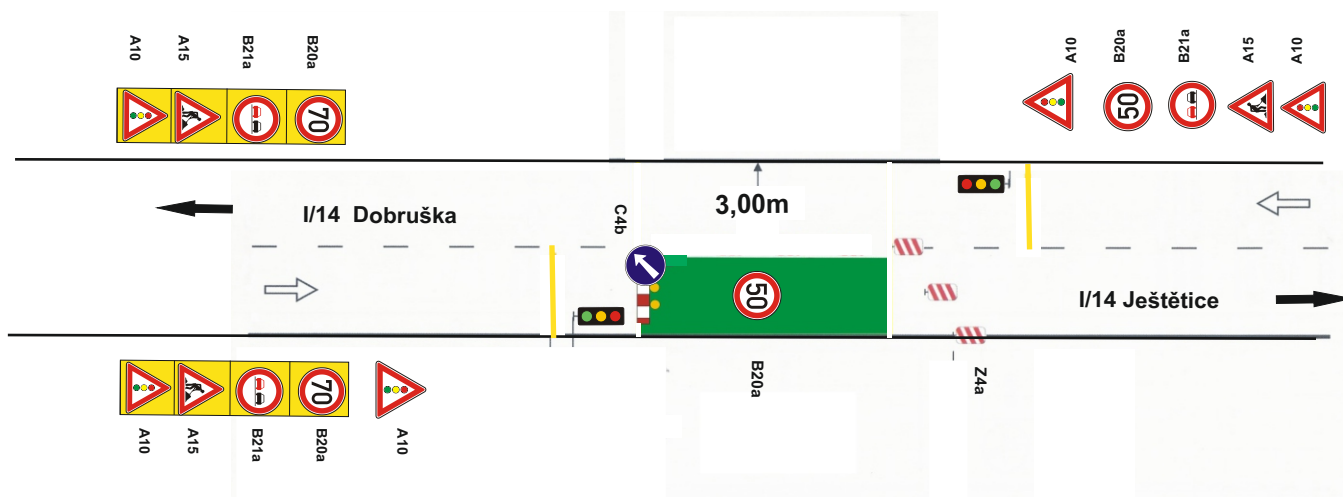 A10
A15
B21a
B20a
A10
B20a
B21a
A15
A10
70
50
I/14 Dobruška
C4b
3,00m
50
I/14 Ještětice
70
A10
A15
B21a
B20a
A10
B20a
Z4a